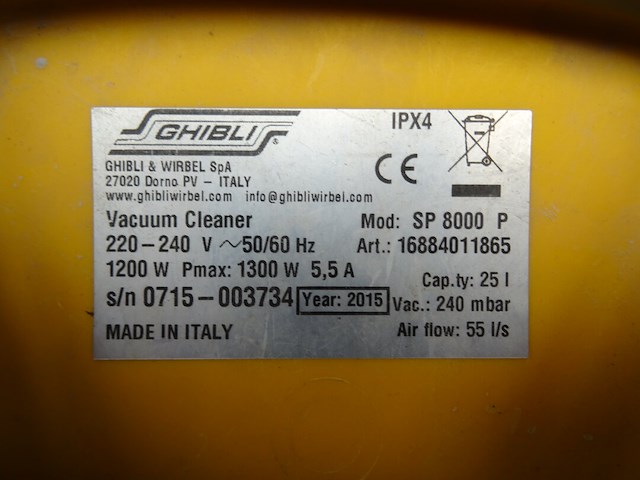 GHIBLI
IPX4
CE
GHIBLI & WIRBEL SpA
27020 Dorno PV – ITALY
www.ghibliwirbel.com info@ghibliwirbel.com
Vacuum Cleaner Mod: SP 8000 P
220–240 V ~50/60 Hz Art.: 16884011865
1200 W Pmax: 1300 W 5,5 A Cap.ty: 25 l
s/n 0715–003734 Year: 2015 Vac.: 240 mbar
MADE IN ITALY Air flow: 55 l/s